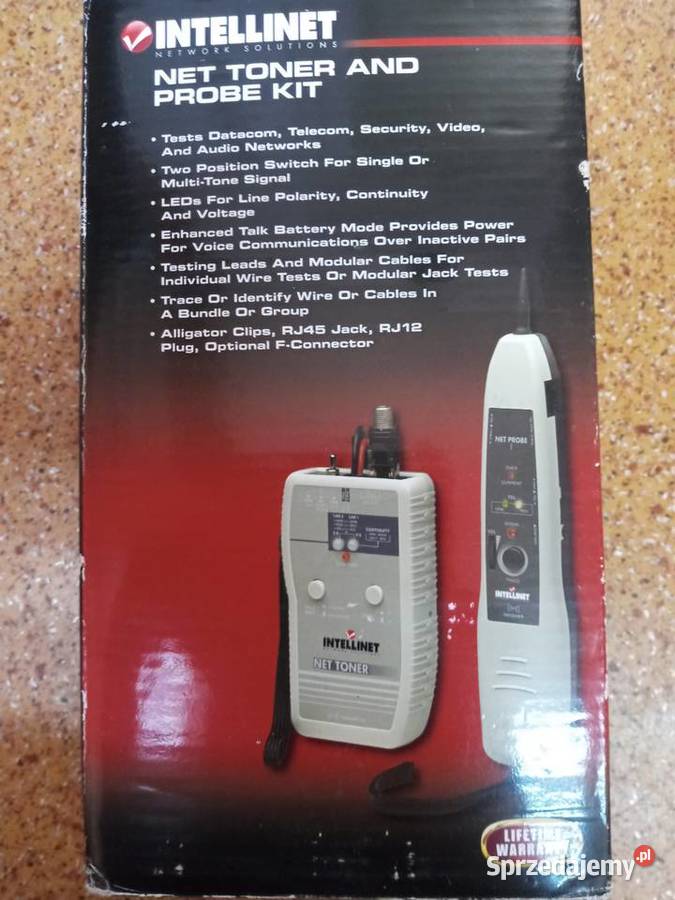 INTELLINET
NETWORK SOLUTIONS
NET TONER AND
PROBE KIT
• Tests Datacom, Telecom, Security, Video,
And Audio Networks
• Two Position Switch For Single Or
Multi-Tone Signal
• LEDs For Line Polarity, Continuity
And Voltage
• Enhanced Talk Battery Mode Provides Power
For Voice Communications Over Inactive Pairs
• Testing Leads And Modular Cables For
Individual Wire Tests Or Modular Jack Tests
• Trace Or Identify Wire Or Cables In
A Bundle Or Group
• Alligator Clips, RJ45 Jack, RJ12
Plug, Optional F-Connector
NET PROBE
INTELLINET
CONTINUITY
INTELLINET
NET TONER
LIFETIME
WARRANTY
Sprzedajemy.pl